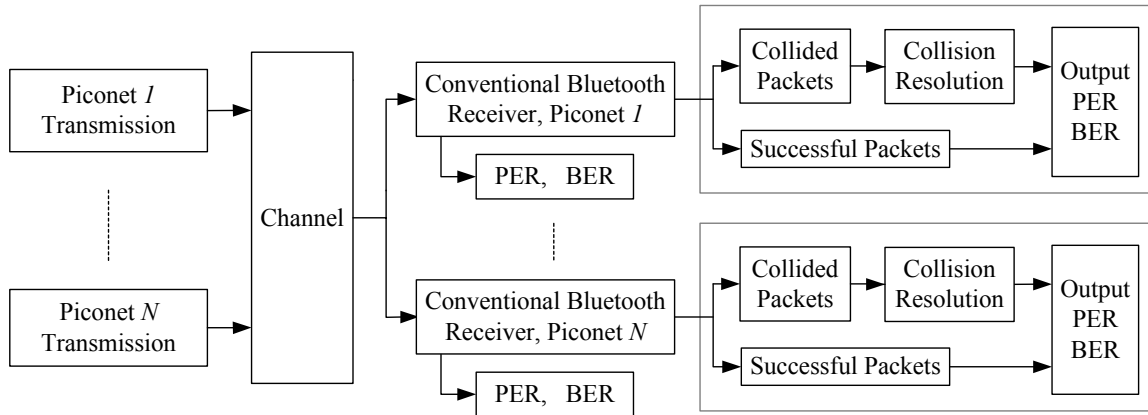 Piconet 1
Transmission
Piconet N
Transmission
Channel
Conventional Bluetooth
Receiver, Piconet 1
PER, BER
Collided
Packets
Collision
Resolution
Successful Packets
Output
PER
BER
Conventional Bluetooth
Receiver, Piconet N
PER, BER
Collided
Packets
Collision
Resolution
Successful Packets
Output
PER
BER